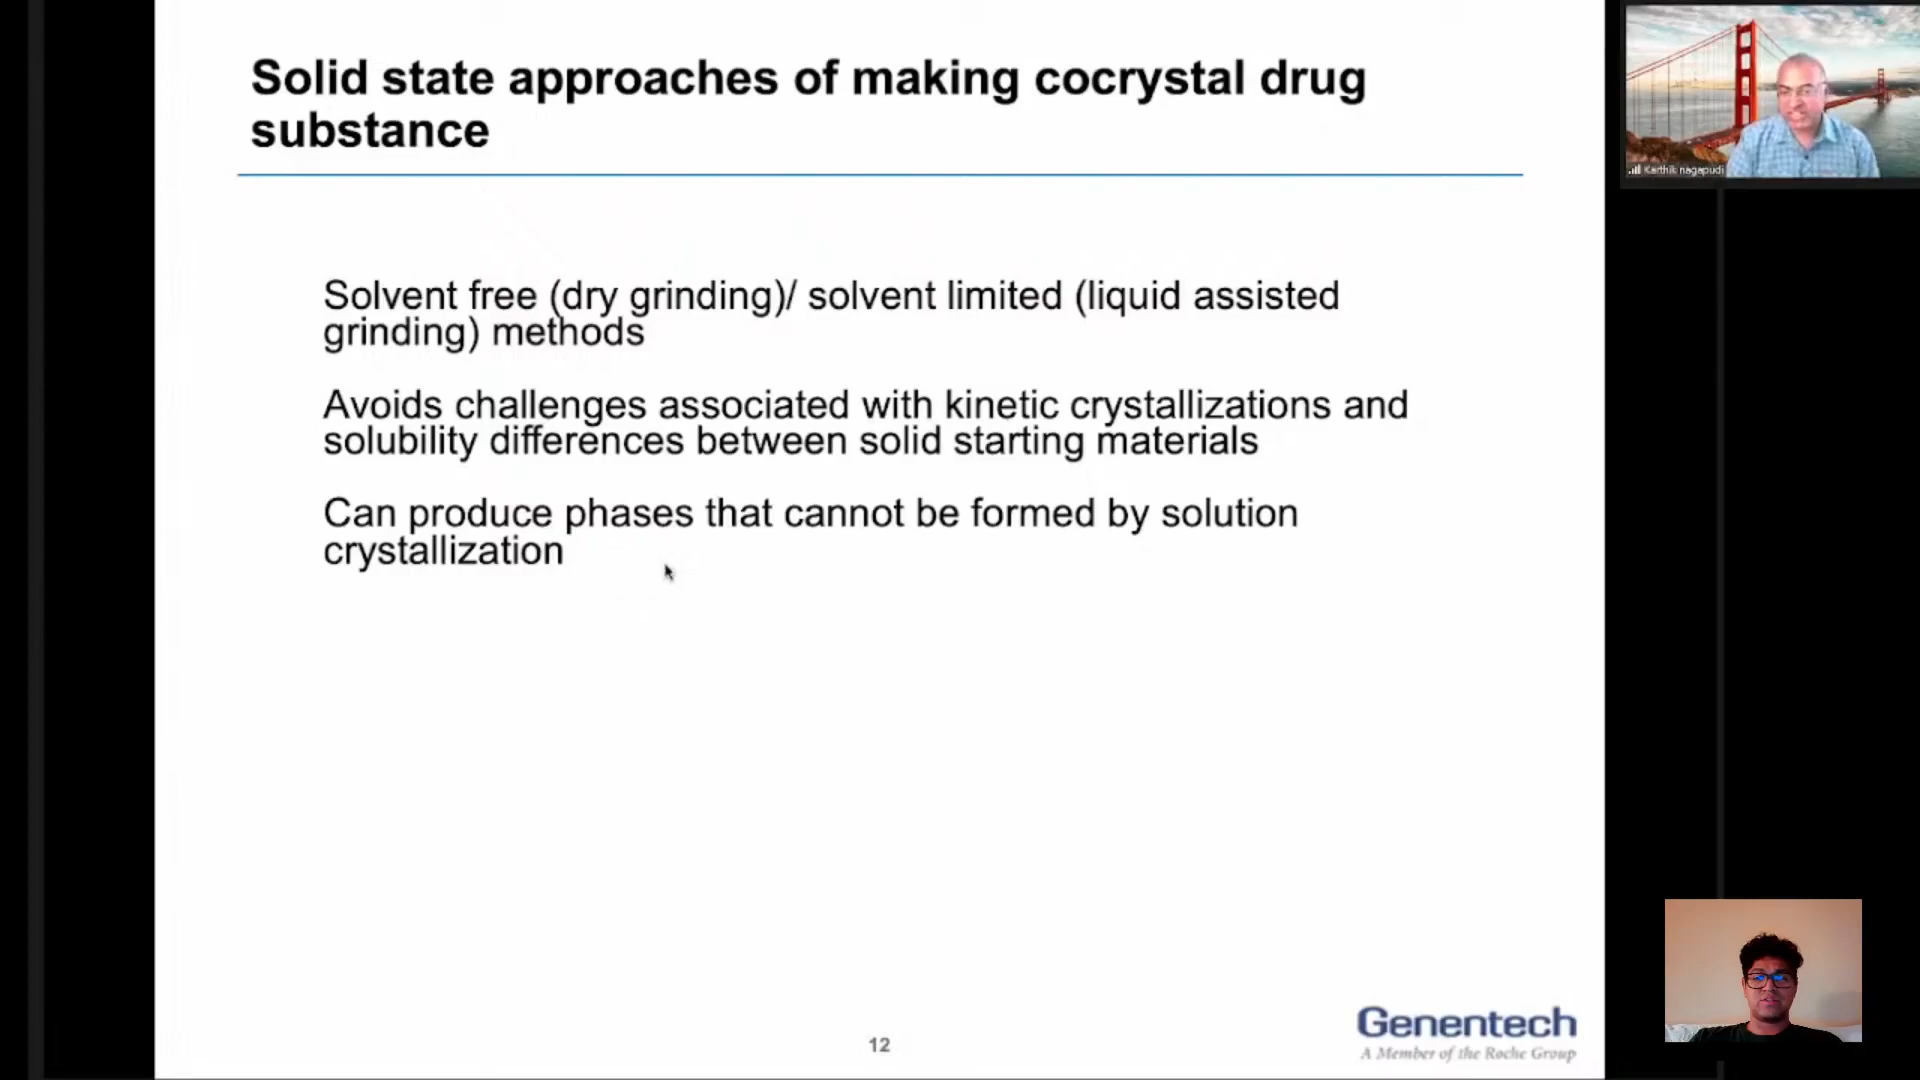 Solid state approaches of making cocrystal drug
substance
Karthik nagapudi
Solvent free (dry grinding)/ solvent limited (liquid assisted
grinding) methods
Avoids challenges associated with kinetic crystallizations and
solubility differences between solid starting materials
Can produce phases that cannot be formed by solution
crystallization
12
Genentech
A Member of the Roche Group